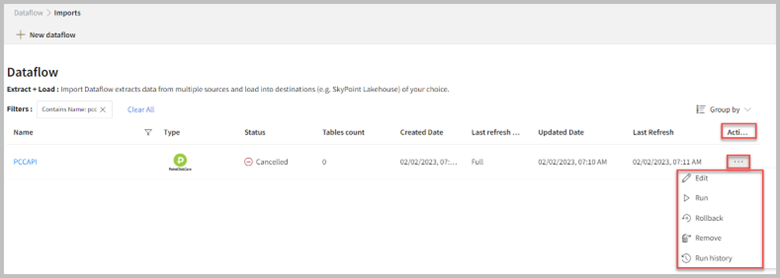 Dataflow > Imports
+ New dataflow
Dataflow
Extract + Load : Import Dataflow extracts data from multiple sources and load into destinations (e.g. SkyPoint Lakehouse) of your choice.
Filters : Contains Name: pcc × Clear All Group by
Name Type Status Tables count Created Date Last refresh ... Updated Date Last Refresh Acti...
PCCAPI PointClickCare Cancelled 0 02/02/2023, 07:... Full 02/02/2023, 07:10 AM 02/02/2023, 07:11 AM ...
Edit
Run
Rollback
Remove
Run history